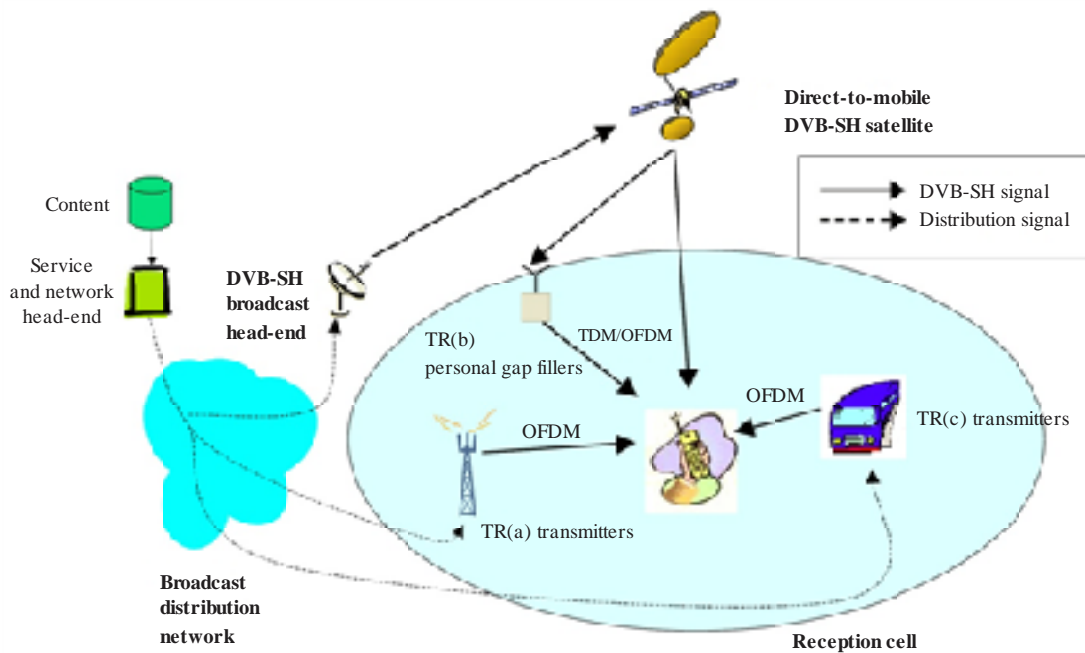 Direct-to-mobile
DVB-SH satellite
DVB-SH signal
Distribution signal
Content
Service
and network
head-end
DVB-SH
broadcast
head-end
TR(b)
personal gap fillers
TDM/OFDM
OFDM
OFDM
TR(c) transmitters
TR(a) transmitters
Broadcast
distribution
network
Reception cell